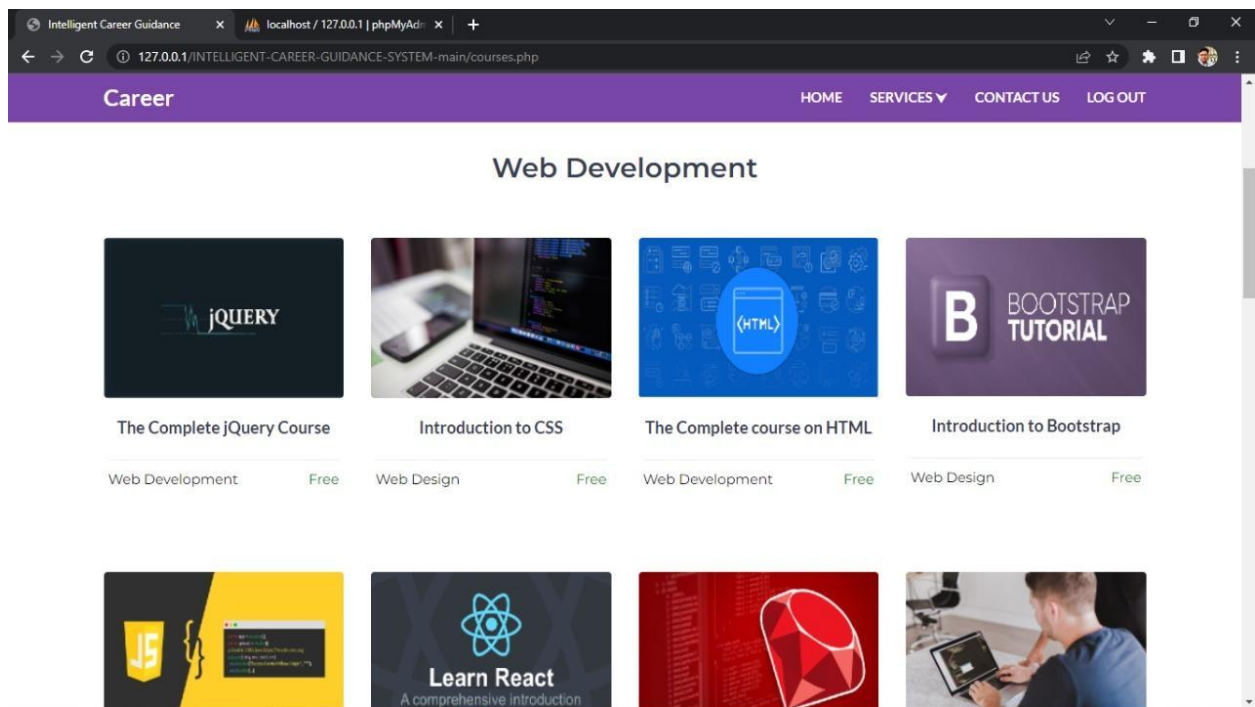 Intelligent Career Guidance
localhost / 127.0.0.1 | phpMyAdn
127.0.0.1/INTELLIGENT-CAREER-GUIDANCE-SYSTEM-main/courses.php
Career
HOME SERVICES CONTACT US LOG OUT
Web Development
jQUERY
<HTML>
B BOOTSTRAP
TUTORIAL
The Complete jQuery Course
Introduction to CSS
The Complete course on HTML
Introduction to Bootstrap
Web Development Free
Web Design Free
Web Development Free
Web Design Free
JS
Learn React
A comprehensive introduction